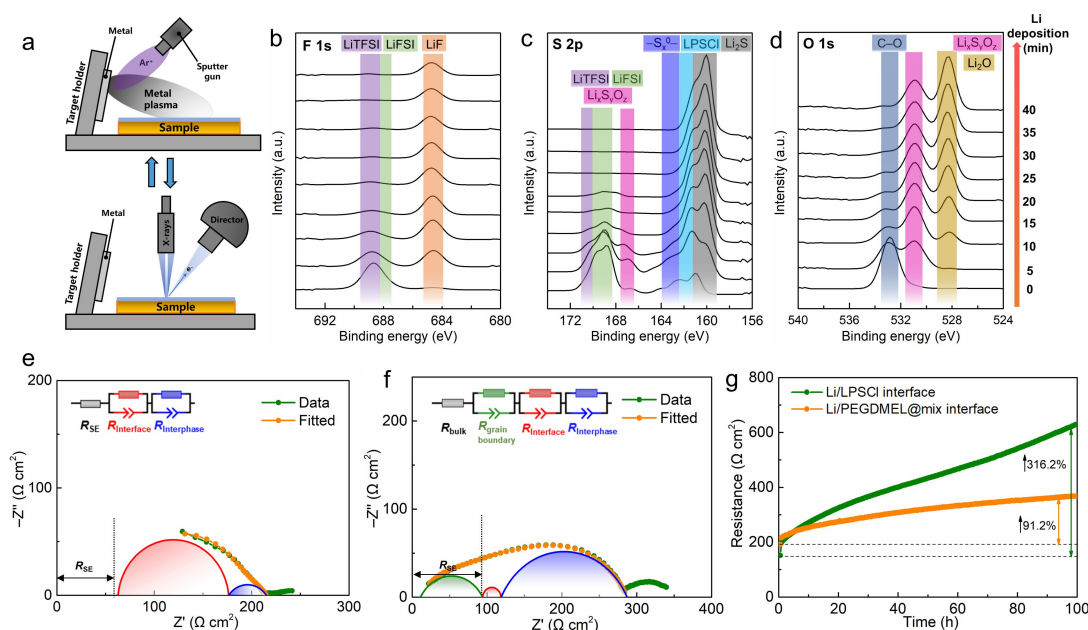 a
Metal
Target holder
Ar⁺
Sputter
gun
Metal
plasma
Sample
Metal
Target holder
X-rays
Director
e⁻
Sample
b
F 1s
LiTFSI
LiFSI
LiF
Intensity (a.u.)
692 688 684 680
Binding energy (eV)
c
S 2p
–Sₓ⁰–
LPSCl
Li₂S
LiTFSI
LiFSI
LiₓSᵧO_z
Intensity (a.u.)
172 168 164 160 156
Binding energy (eV)
d
O 1s
C–O
LiₓSᵧO_z
Li₂O
Li
deposition
(min)
40
35
30
25
20
15
10
5
0
Intensity (a.u.)
540 536 532 528 524
Binding energy (eV)
e
200
100
0
–Z″ (Ω cm²)
R_SE R_Interface R_Interphase
Data
Fitted
R_SE
0 100 200 300
Z' (Ω cm²)
f
200
100
0
–Z″ (Ω cm²)
R_bulk R_grain boundary R_Interface R_Interphase
Data
Fitted
R_SE
0 100 200 300 400
Z' (Ω cm²)
g
800
600
400
200
0
Resistance (Ω cm²)
Li/LPSCl interface
Li/PEGDMEL@mix interface
↑316.2%
↑91.2%
0 20 40 60 80 100
Time (h)